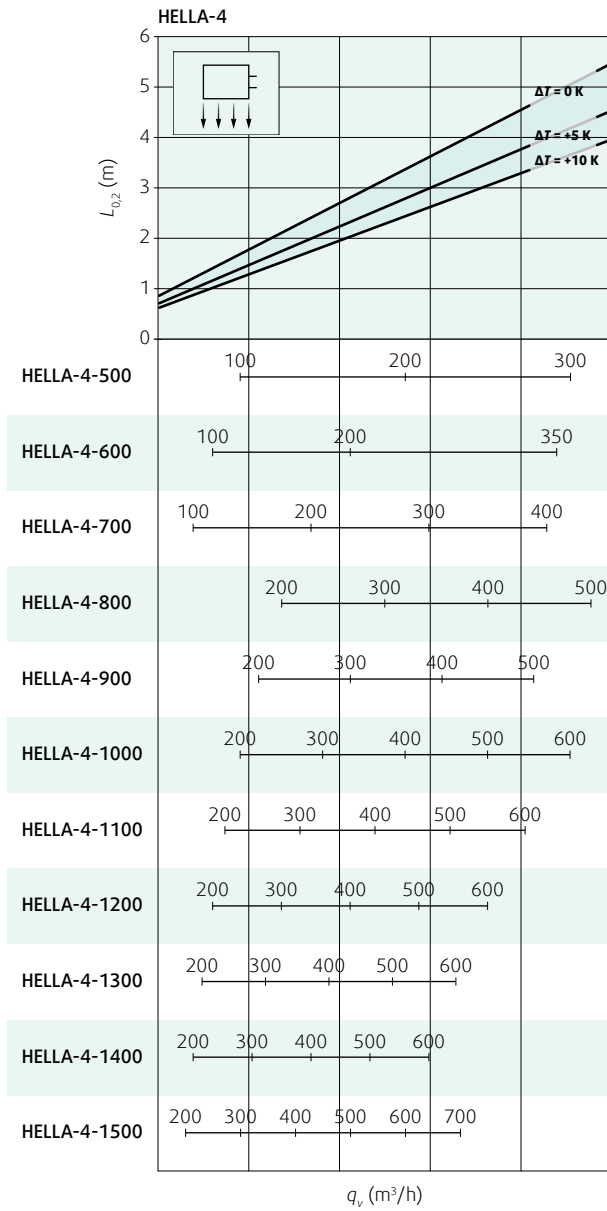 HELLA-4
6
5
4
3
2
1
0
L0,2 (m)
ΔT = 0 K
ΔT = +5 K
ΔT = +10 K
HELLA-4-500 100 200 300
HELLA-4-600 100 200 350
HELLA-4-700 100 200 300 400
HELLA-4-800 200 300 400 500
HELLA-4-900 200 300 400 500
HELLA-4-1000 200 300 400 500 600
HELLA-4-1100 200 300 400 500 600
HELLA-4-1200 200 300 400 500 600
HELLA-4-1300 200 300 400 500 600
HELLA-4-1400 200 300 400 500 600
HELLA-4-1500 200 300 400 500 600 700
qv (m³/h)